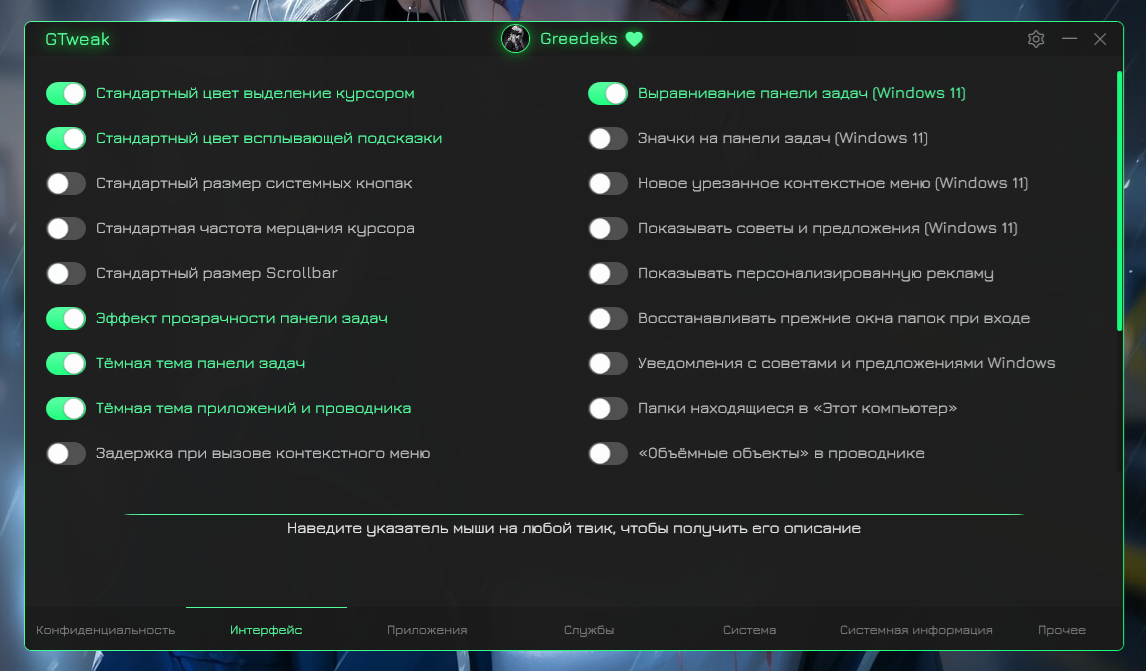 GTweak
Greedeks
Стандартный цвет выделение курсором
Стандартный цвет всплывающей подсказки
Стандартный размер системных кнопак
Стандартная частота мерцания курсора
Стандартный размер Scrollbar
Эффект прозрачности панели задач
Тёмная тема панели задач
Тёмная тема приложений и проводника
Задержка при вызове контекстного меню
Выравнивание панели задач (Windows 11)
Значки на панели задач (Windows 11)
Новое урезанное контекстное меню (Windows 11)
Показывать советы и предложения (Windows 11)
Показывать персонализированную рекламу
Восстанавливать прежние окна папок при входе
Уведомления с советами и предложениями Windows
Папки находящиеся в «Этот компьютер»
«Объёмные объекты» в проводнике
Наведите указатель мыши на любой твик, чтобы получить его описание
Конфиденциальность
Интерфейс
Приложения
Службы
Система
Системная информация
Прочее